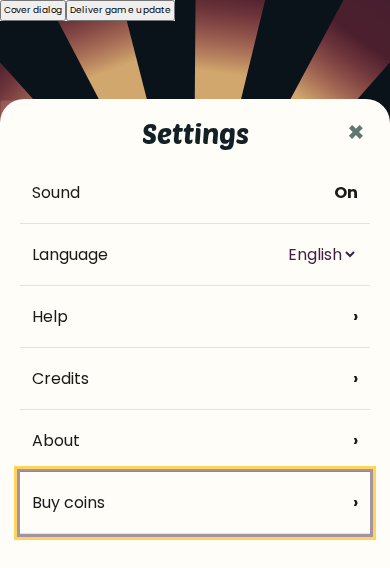 Cover dialog Deliver game update
Settings ✖
Sound On
Language English
Help ›
Credits ›
About ›
Buy coins ›